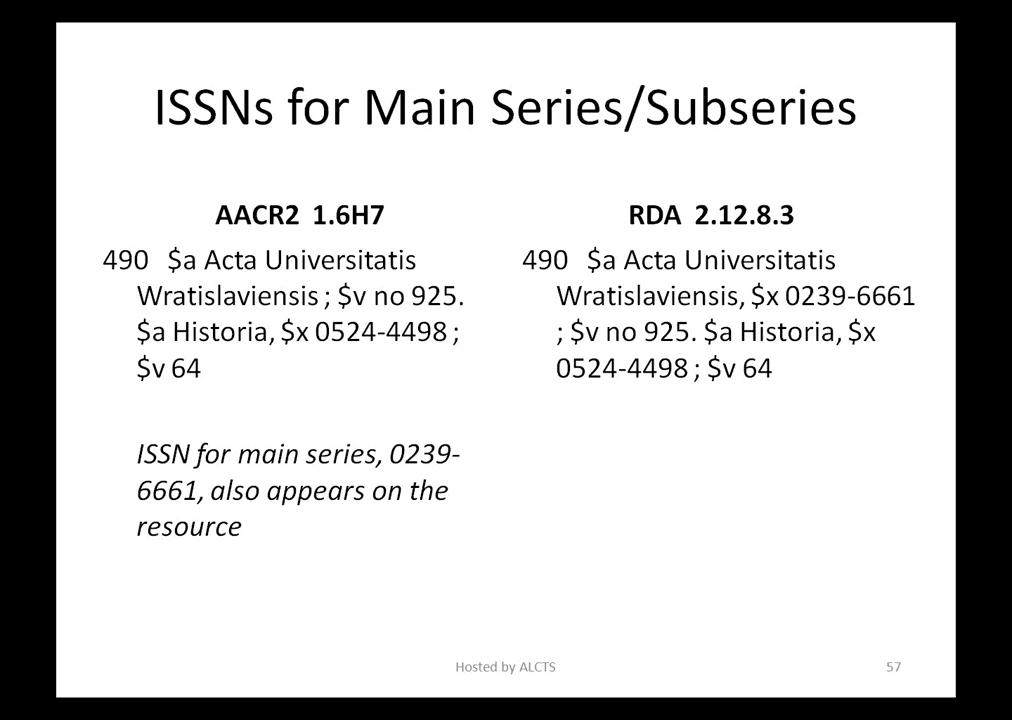 ISSNs for Main Series/Subseries
AACR2 1.6H7
490 $a Acta Universitatis
Wratislaviensis ; $v no 925.
$a Historia, $x 0524-4498 ;
$v 64
ISSN for main series, 0239-
6661, also appears on the
resource
RDA 2.12.8.3
490 $a Acta Universitatis
Wratislaviensis, $x 0239-6661
; $v no 925. $a Historia, $x
0524-4498 ; $v 64
Hosted by ALCTS
57